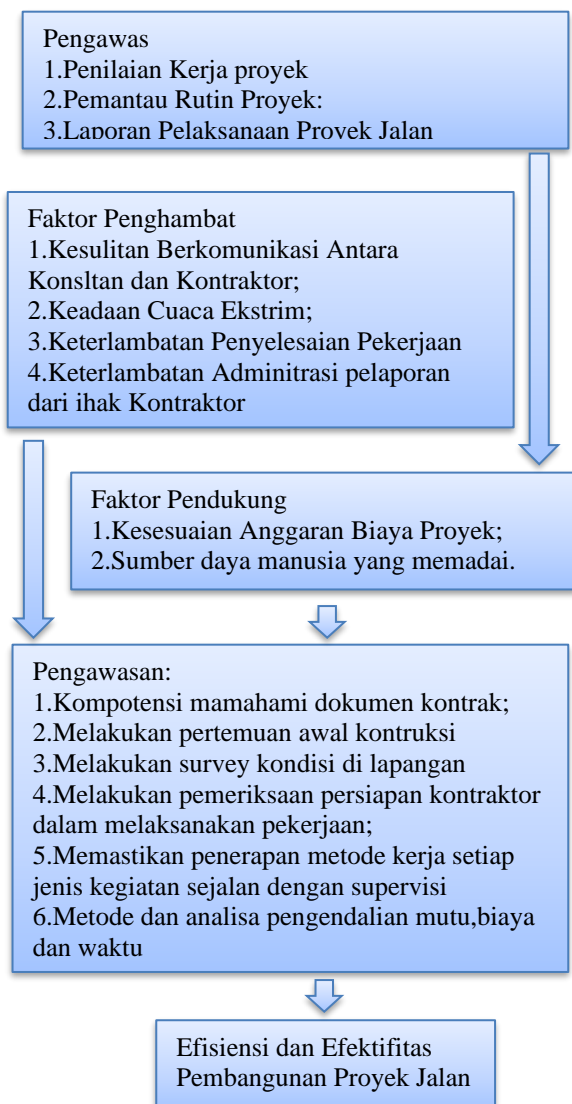 Pengawas
1.Penilaian Kerja proyek
2.Pemantau Rutin Proyek:
3.Laporan Pelaksanaan Proyek Jalan
Faktor Penghambat
1.Kesulitan Berkomunikasi Antara
Konsltan dan Kontraktor;
2.Keadaan Cuaca Ekstrim;
3.Keterlambatan Penyelesaian Pekerjaan
4.Keterlambatan Adminitrasi pelaporan
dari ihak Kontraktor
Faktor Pendukung
1.Kesesuaian Anggaran Biaya Proyek;
2.Sumber daya manusia yang memadai.
Pengawasan:
1.Kompotensi mamahami dokumen kontrak;
2.Melakukan pertemuan awal kontruksi
3.Melakukan survey kondisi di lapangan
4.Melakukan pemeriksaan persiapan kontraktor
dalam melaksanakan pekerjaan;
5.Memastikan penerapan metode kerja setiap
jenis kegiatan sejalan dengan supervisi
6.Metode dan analisa pengendalian mutu,biaya
dan waktu
Efisiensi dan Efektifitas
Pembangunan Proyek Jalan